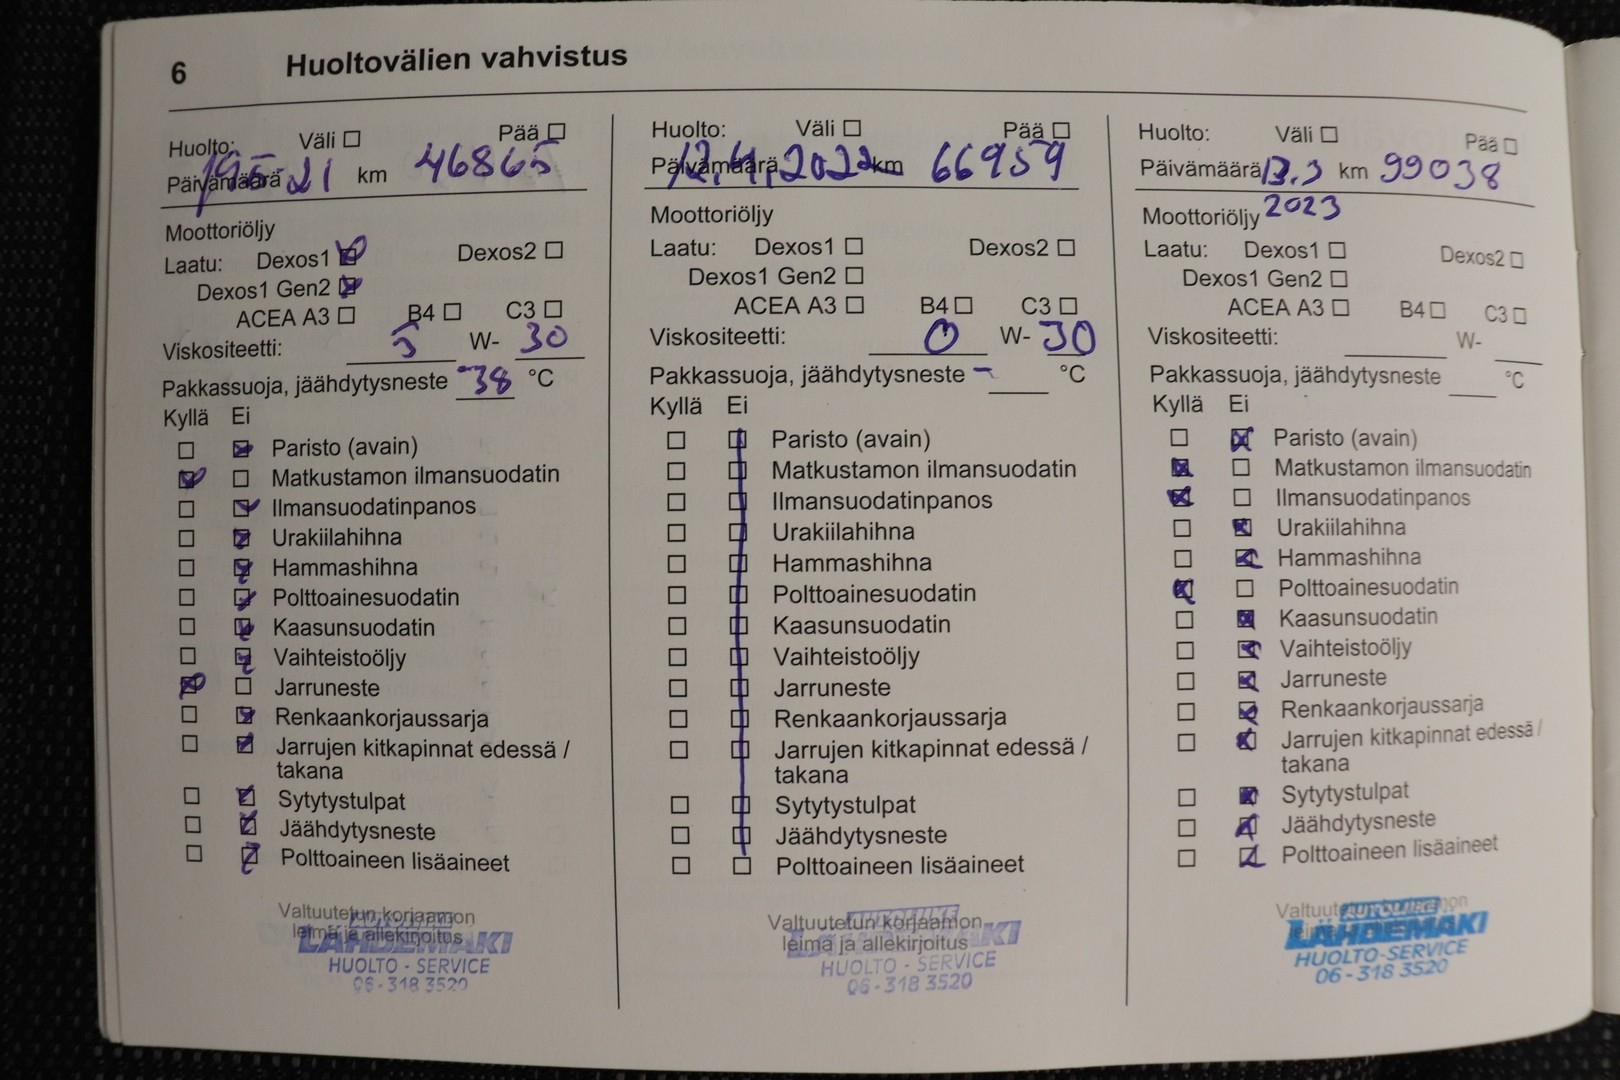 6 Huoltovälien vahvistus
Huolto: Väli Pää
Päivämäärä 19.5.21 km 46865
Moottoriöljy
Laatu: Dexos1 Dexos2
Dexos1 Gen2
ACEA A3 B4 C3
Viskositeetti: 5 W- 30
Pakkassuoja, jäähdytysneste -38 °C
Kyllä Ei
Paristo (avain)
Matkustamon ilmansuodatin
Ilmansuodatinpanos
Urakiilahihna
Hammashihna
Polttoainesuodatin
Kaasunsuodatin
Vaihteistoöljy
Jarruneste
Renkaankorjaussarja
Jarrujen kitkapinnat edessä /
takana
Sytytystulpat
Jäähdytysneste
Polttoaineen lisäaineet
Valtuutetun korjaamon
leima ja allekirjoitus
LÄHDEMÄKI
HUOLTO - SERVICE
06 - 318 3520
Huolto: Väli Pää
Päivämäärä 12.4.2022 km 66959
Moottoriöljy
Laatu: Dexos1 Dexos2
Dexos1 Gen2
ACEA A3 B4 C3
Viskositeetti: 0 W- 30
Pakkassuoja, jäähdytysneste - °C
Kyllä Ei
Paristo (avain)
Matkustamon ilmansuodatin
Ilmansuodatinpanos
Urakiilahihna
Hammashihna
Polttoainesuodatin
Kaasunsuodatin
Vaihteistoöljy
Jarruneste
Renkaankorjaussarja
Jarrujen kitkapinnat edessä /
takana
Sytytystulpat
Jäähdytysneste
Polttoaineen lisäaineet
AUTOLIIKE
Valtuutetun korjaamon
leima ja allekirjoitus
HUOLTO - SERVICE
06 - 318 3520
Huolto: Väli Pää
Päivämäärä 13.3 km 99038
Moottoriöljy 2023
Laatu: Dexos1 Dexos2
Dexos1 Gen2
ACEA A3 B4 C3
Viskositeetti: W-
Pakkassuoja, jäähdytysneste °C
Kyllä Ei
Paristo (avain)
Matkustamon ilmansuodatin
Ilmansuodatinpanos
Urakiilahihna
Hammashihna
Polttoainesuodatin
Kaasunsuodatin
Vaihteistoöljy
Jarruneste
Renkaankorjaussarja
Jarrujen kitkapinnat edessä /
takana
Sytytystulpat
Jäähdytysneste
Polttoaineen lisäaineet
AUTOLIIKE
LÄHDEMÄKI
HUOLTO-SERVICE
06 - 318 3520